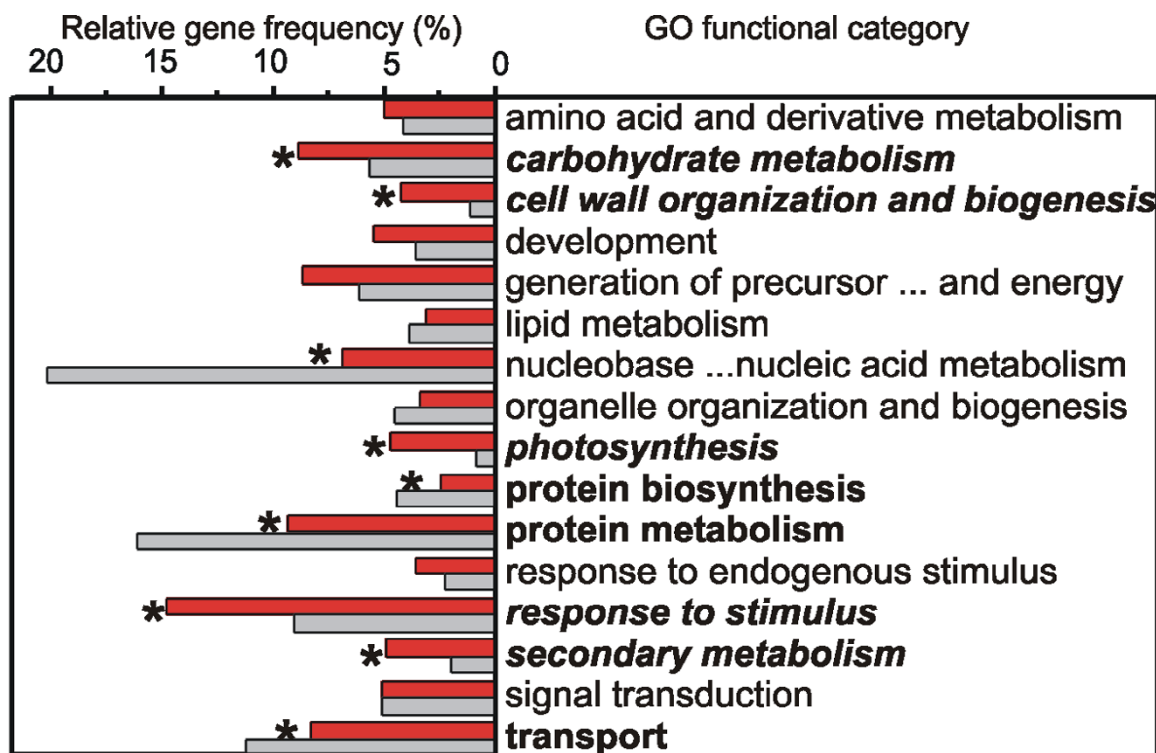 Relative gene frequency (%) GO functional category
20 15 10 5 0
amino acid and derivative metabolism
* carbohydrate metabolism
* cell wall organization and biogenesis
development
generation of precursor ... and energy
lipid metabolism
* nucleobase ...nucleic acid metabolism
organelle organization and biogenesis
* photosynthesis
* protein biosynthesis
* protein metabolism
response to endogenous stimulus
* response to stimulus
* secondary metabolism
signal transduction
* transport